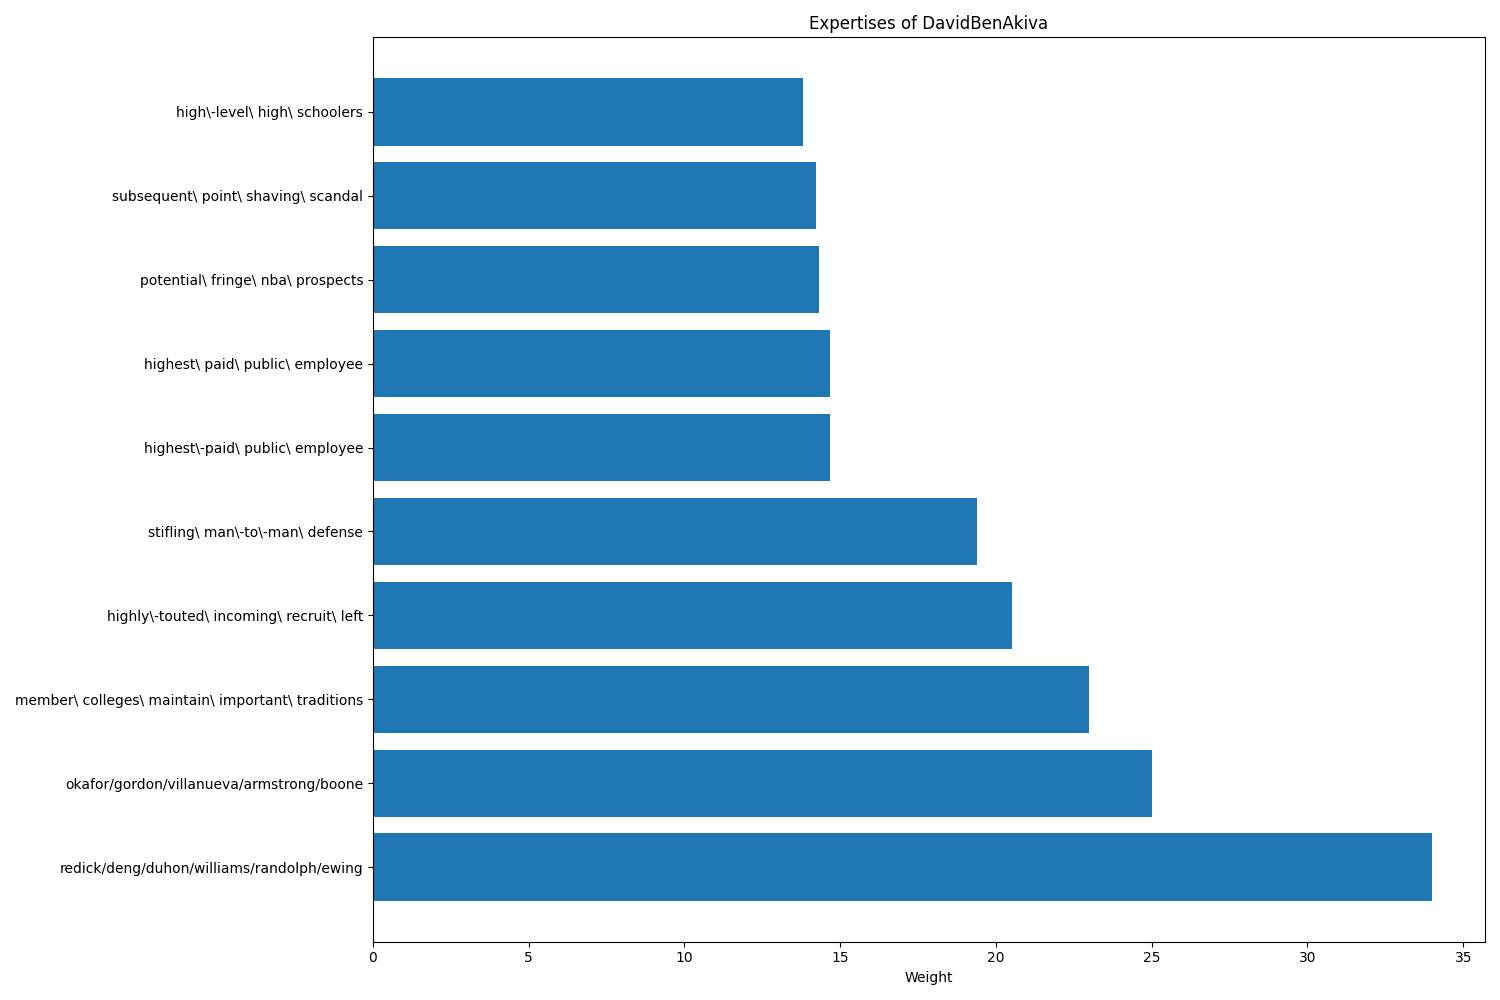 Expertises of DavidBenAkiva
high\-level\ high\ schoolers
subsequent\ point\ shaving\ scandal
potential\ fringe\ nba\ prospects
highest\ paid\ public\ employee
highest\-paid\ public\ employee
stifling\ man\-to\-man\ defense
highly\-touted\ incoming\ recruit\ left
member\ colleges\ maintain\ important\ traditions
okafor/gordon/villanueva/armstrong/boone
redick/deng/duhon/williams/randolph/ewing
0 5 10 15 20 25 30 35
Weight